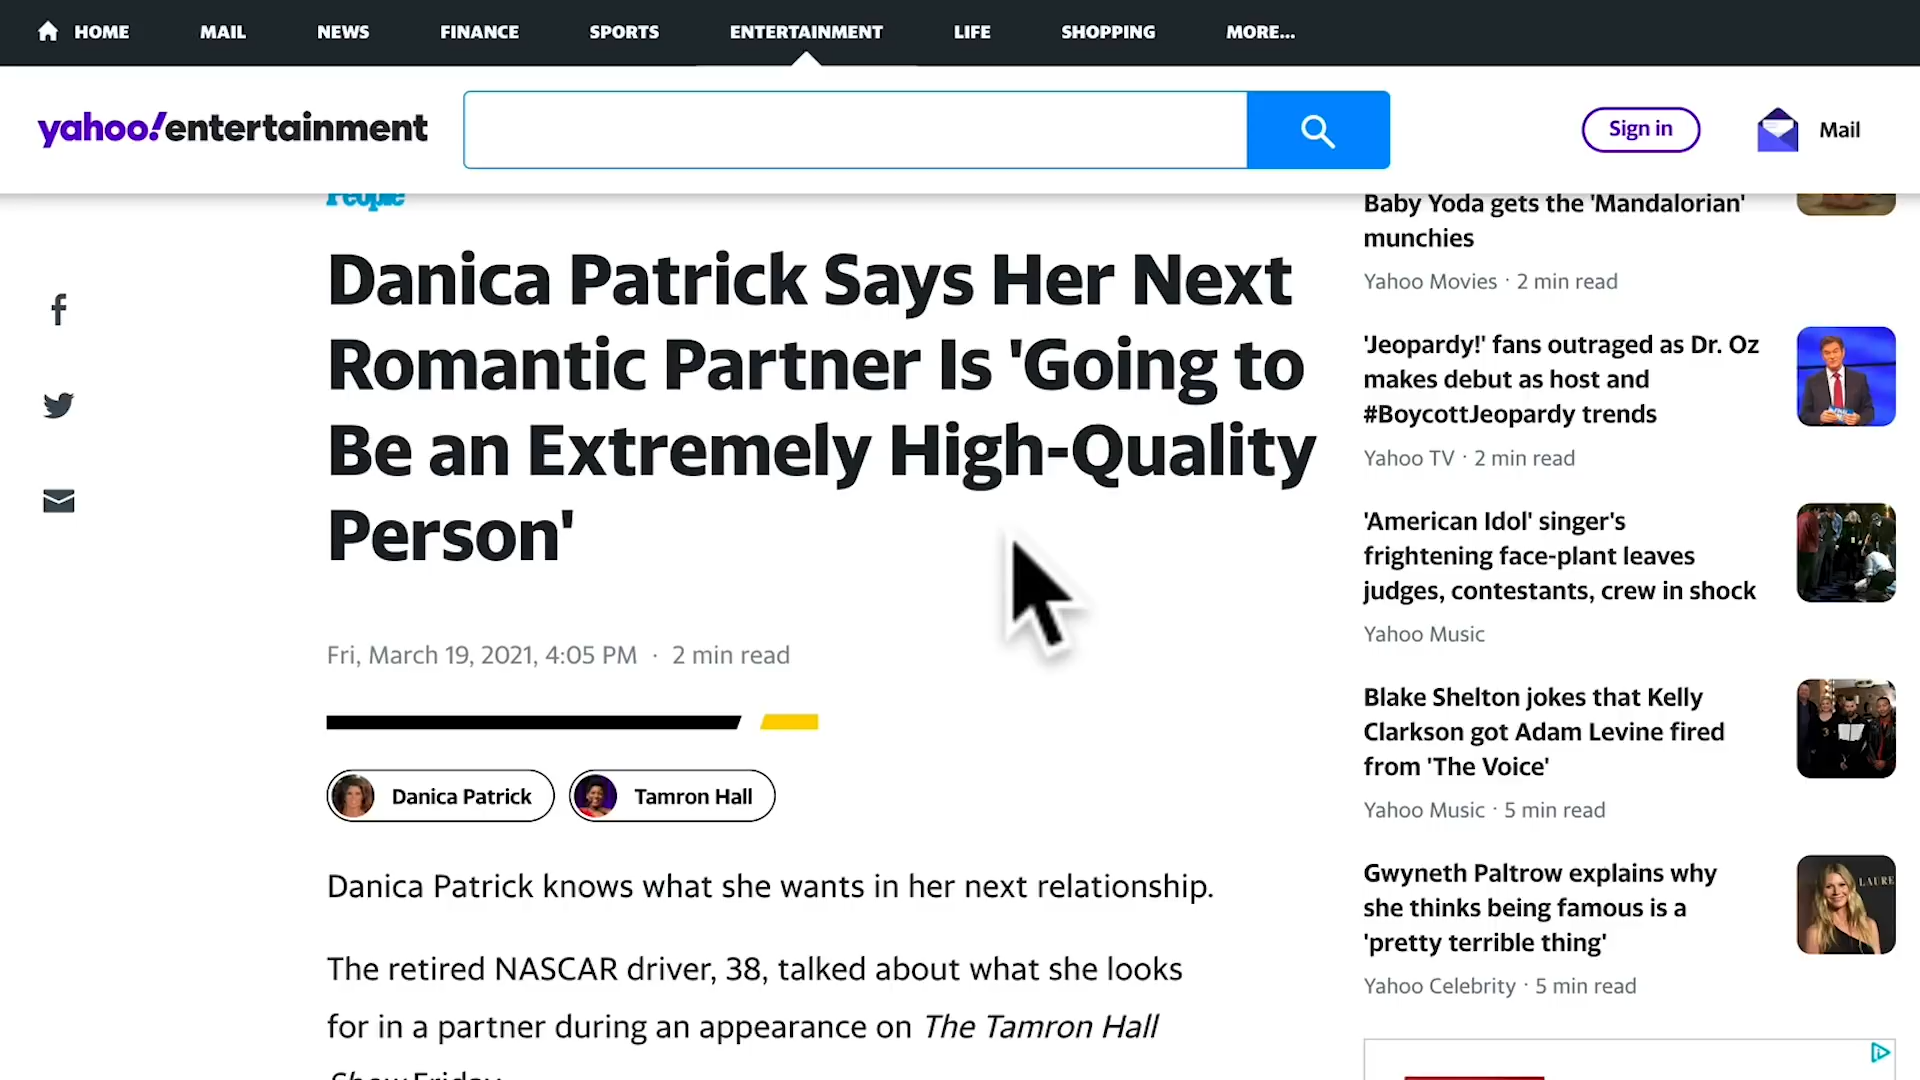 HOME MAIL NEWS FINANCE SPORTS ENTERTAINMENT LIFE SHOPPING MORE...
yahoo!entertainment
Sign in
Mail
People
Danica Patrick Says Her Next
Romantic Partner Is 'Going to
Be an Extremely High-Quality
Person'
Fri, March 19, 2021, 4:05 PM · 2 min read
Danica Patrick
Tamron Hall
Danica Patrick knows what she wants in her next relationship.
The retired NASCAR driver, 38, talked about what she looks
for in a partner during an appearance on The Tamron Hall
Show Friday.
Baby Yoda gets the 'Mandalorian'
munchies
Yahoo Movies · 2 min read
'Jeopardy!' fans outraged as Dr. Oz
makes debut as host and
#BoycottJeopardy trends
Yahoo TV · 2 min read
'American Idol' singer's
frightening face-plant leaves
judges, contestants, crew in shock
Yahoo Music
Blake Shelton jokes that Kelly
Clarkson got Adam Levine fired
from 'The Voice'
Yahoo Music · 5 min read
Gwyneth Paltrow explains why
she thinks being famous is a
'pretty terrible thing'
Yahoo Celebrity · 5 min read
LAURE